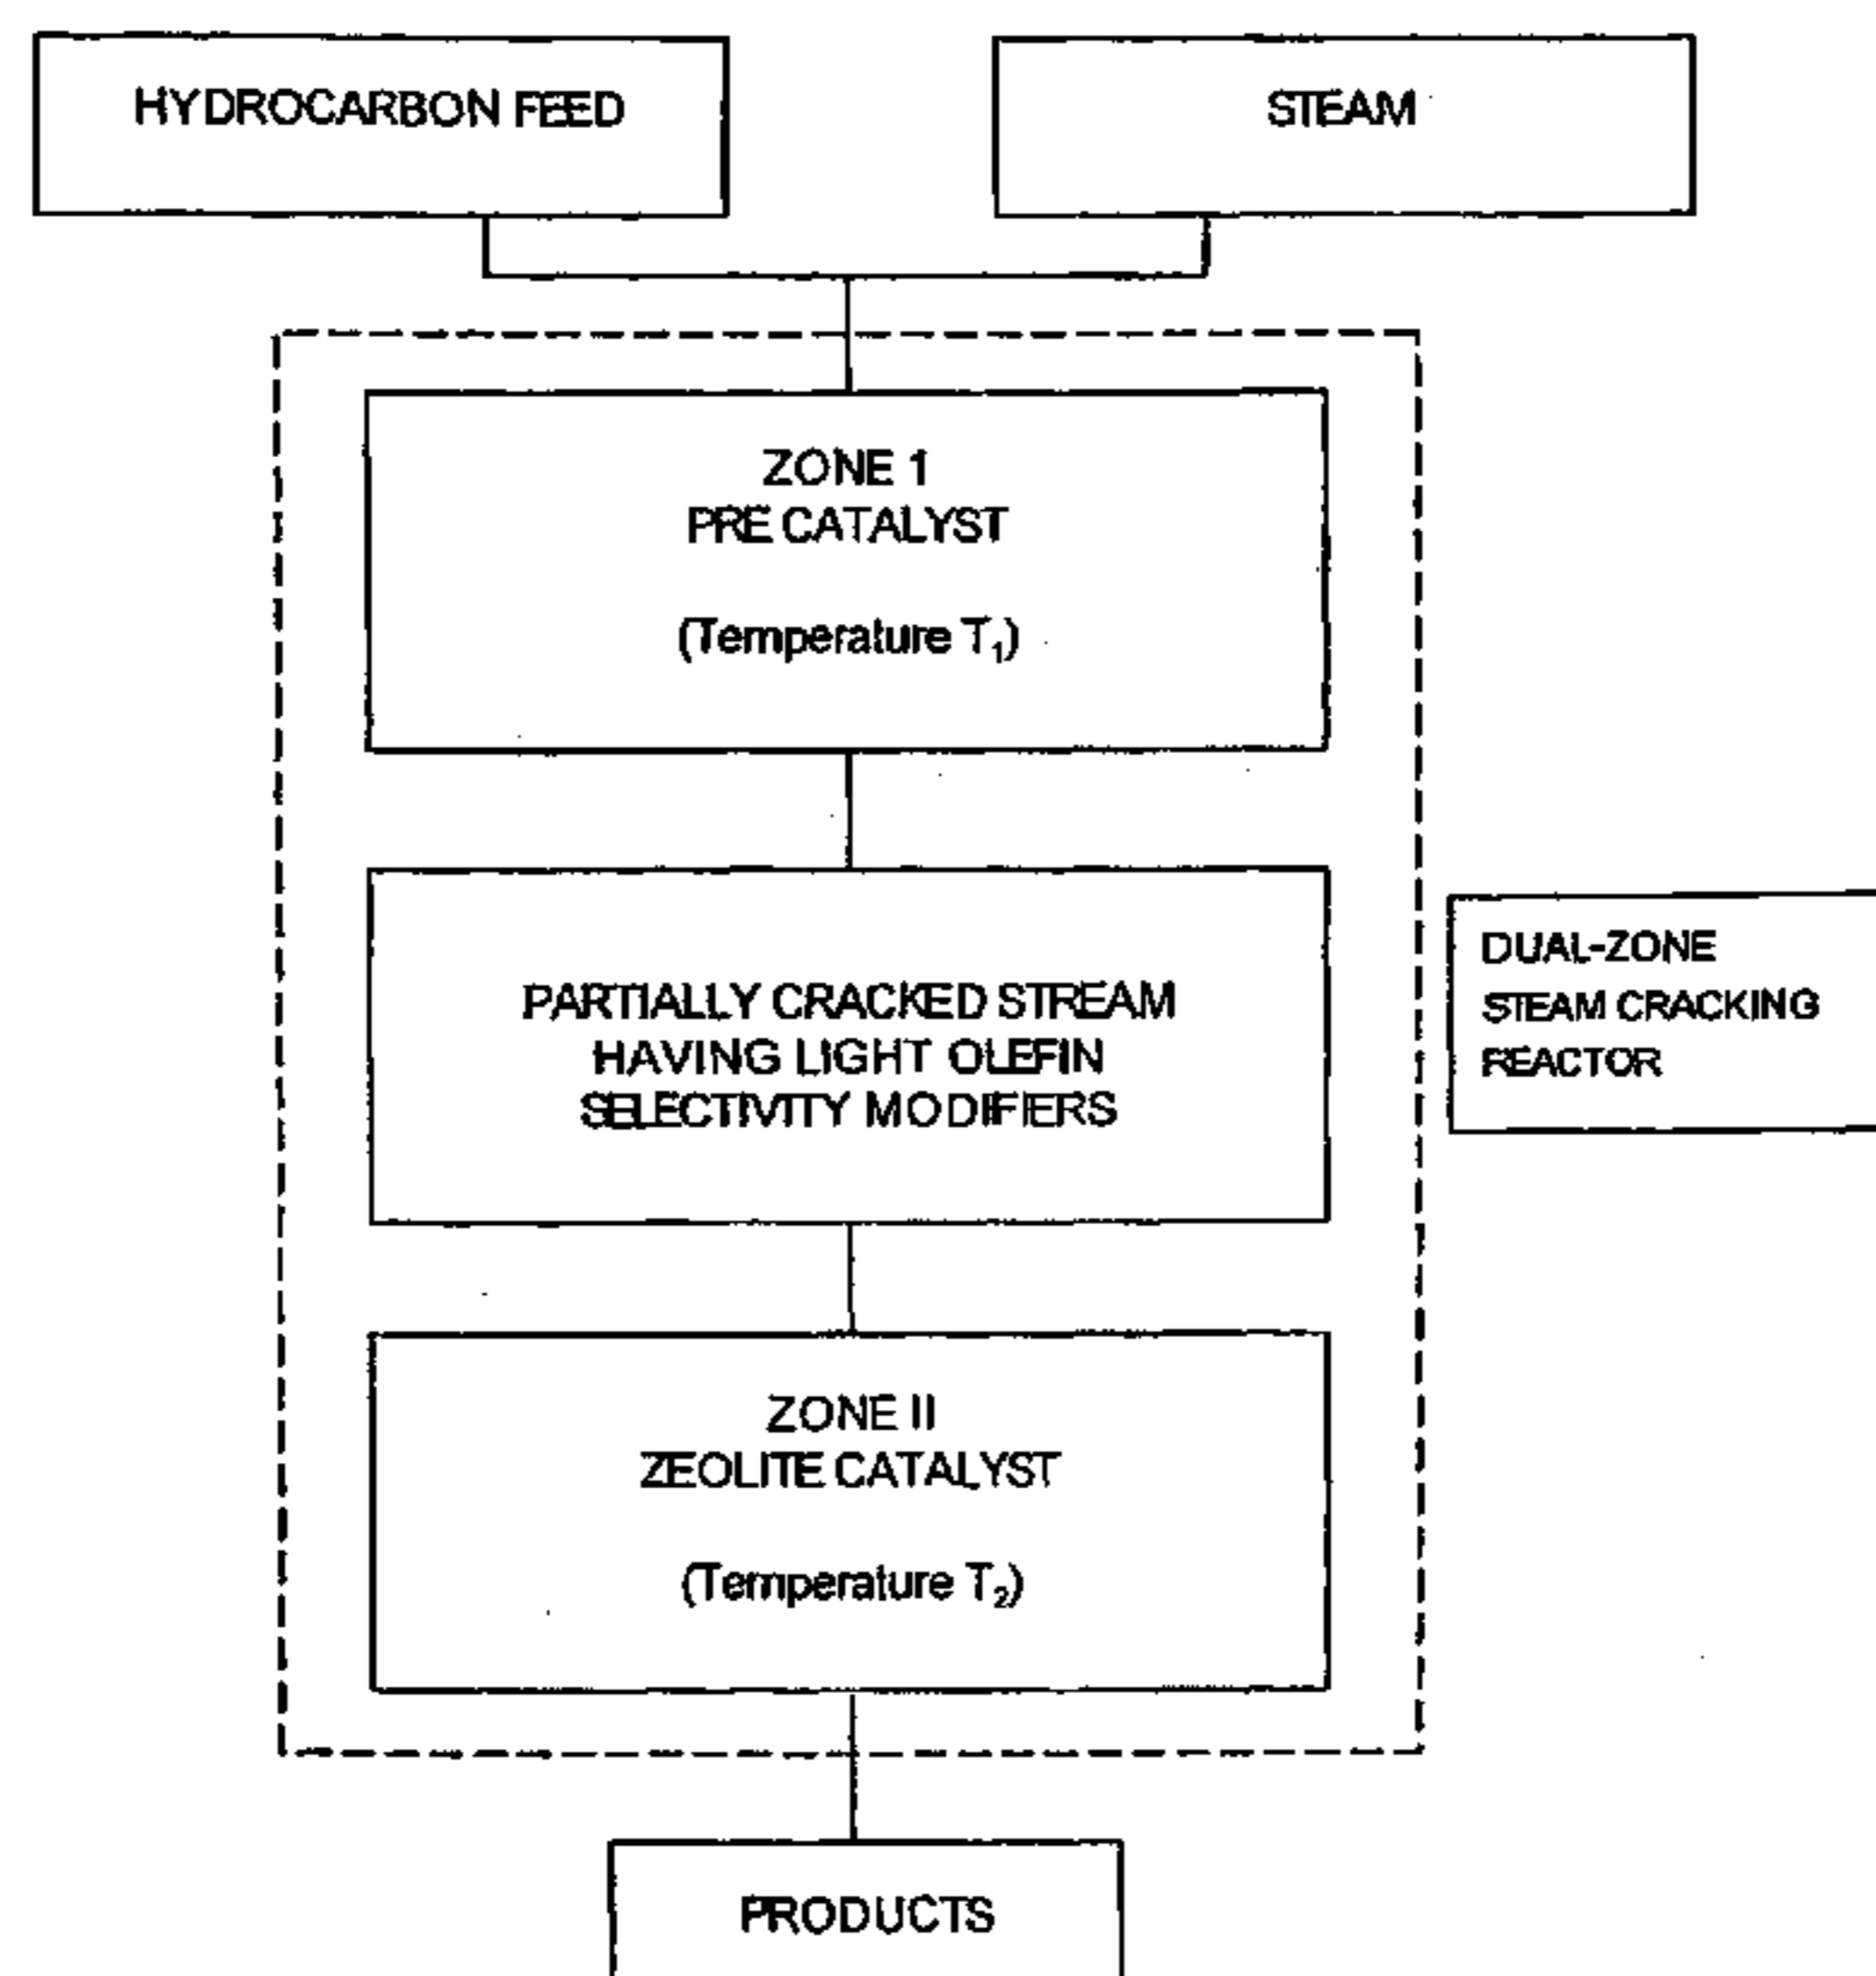 HYDROCARBON FEED
STEAM
ZONE 1
PRE CATALYST
(Temperature T₁)
PARTIALLY CRACKED STREAM
HAVING LIGHT OLEFIN
SELECTIVITY MODIFIERS
DUAL-ZONE
STEAM CRACKING
REACTOR
ZONE II
ZEOLITE CATALYST
(Temperature T₂)
PRODUCTS